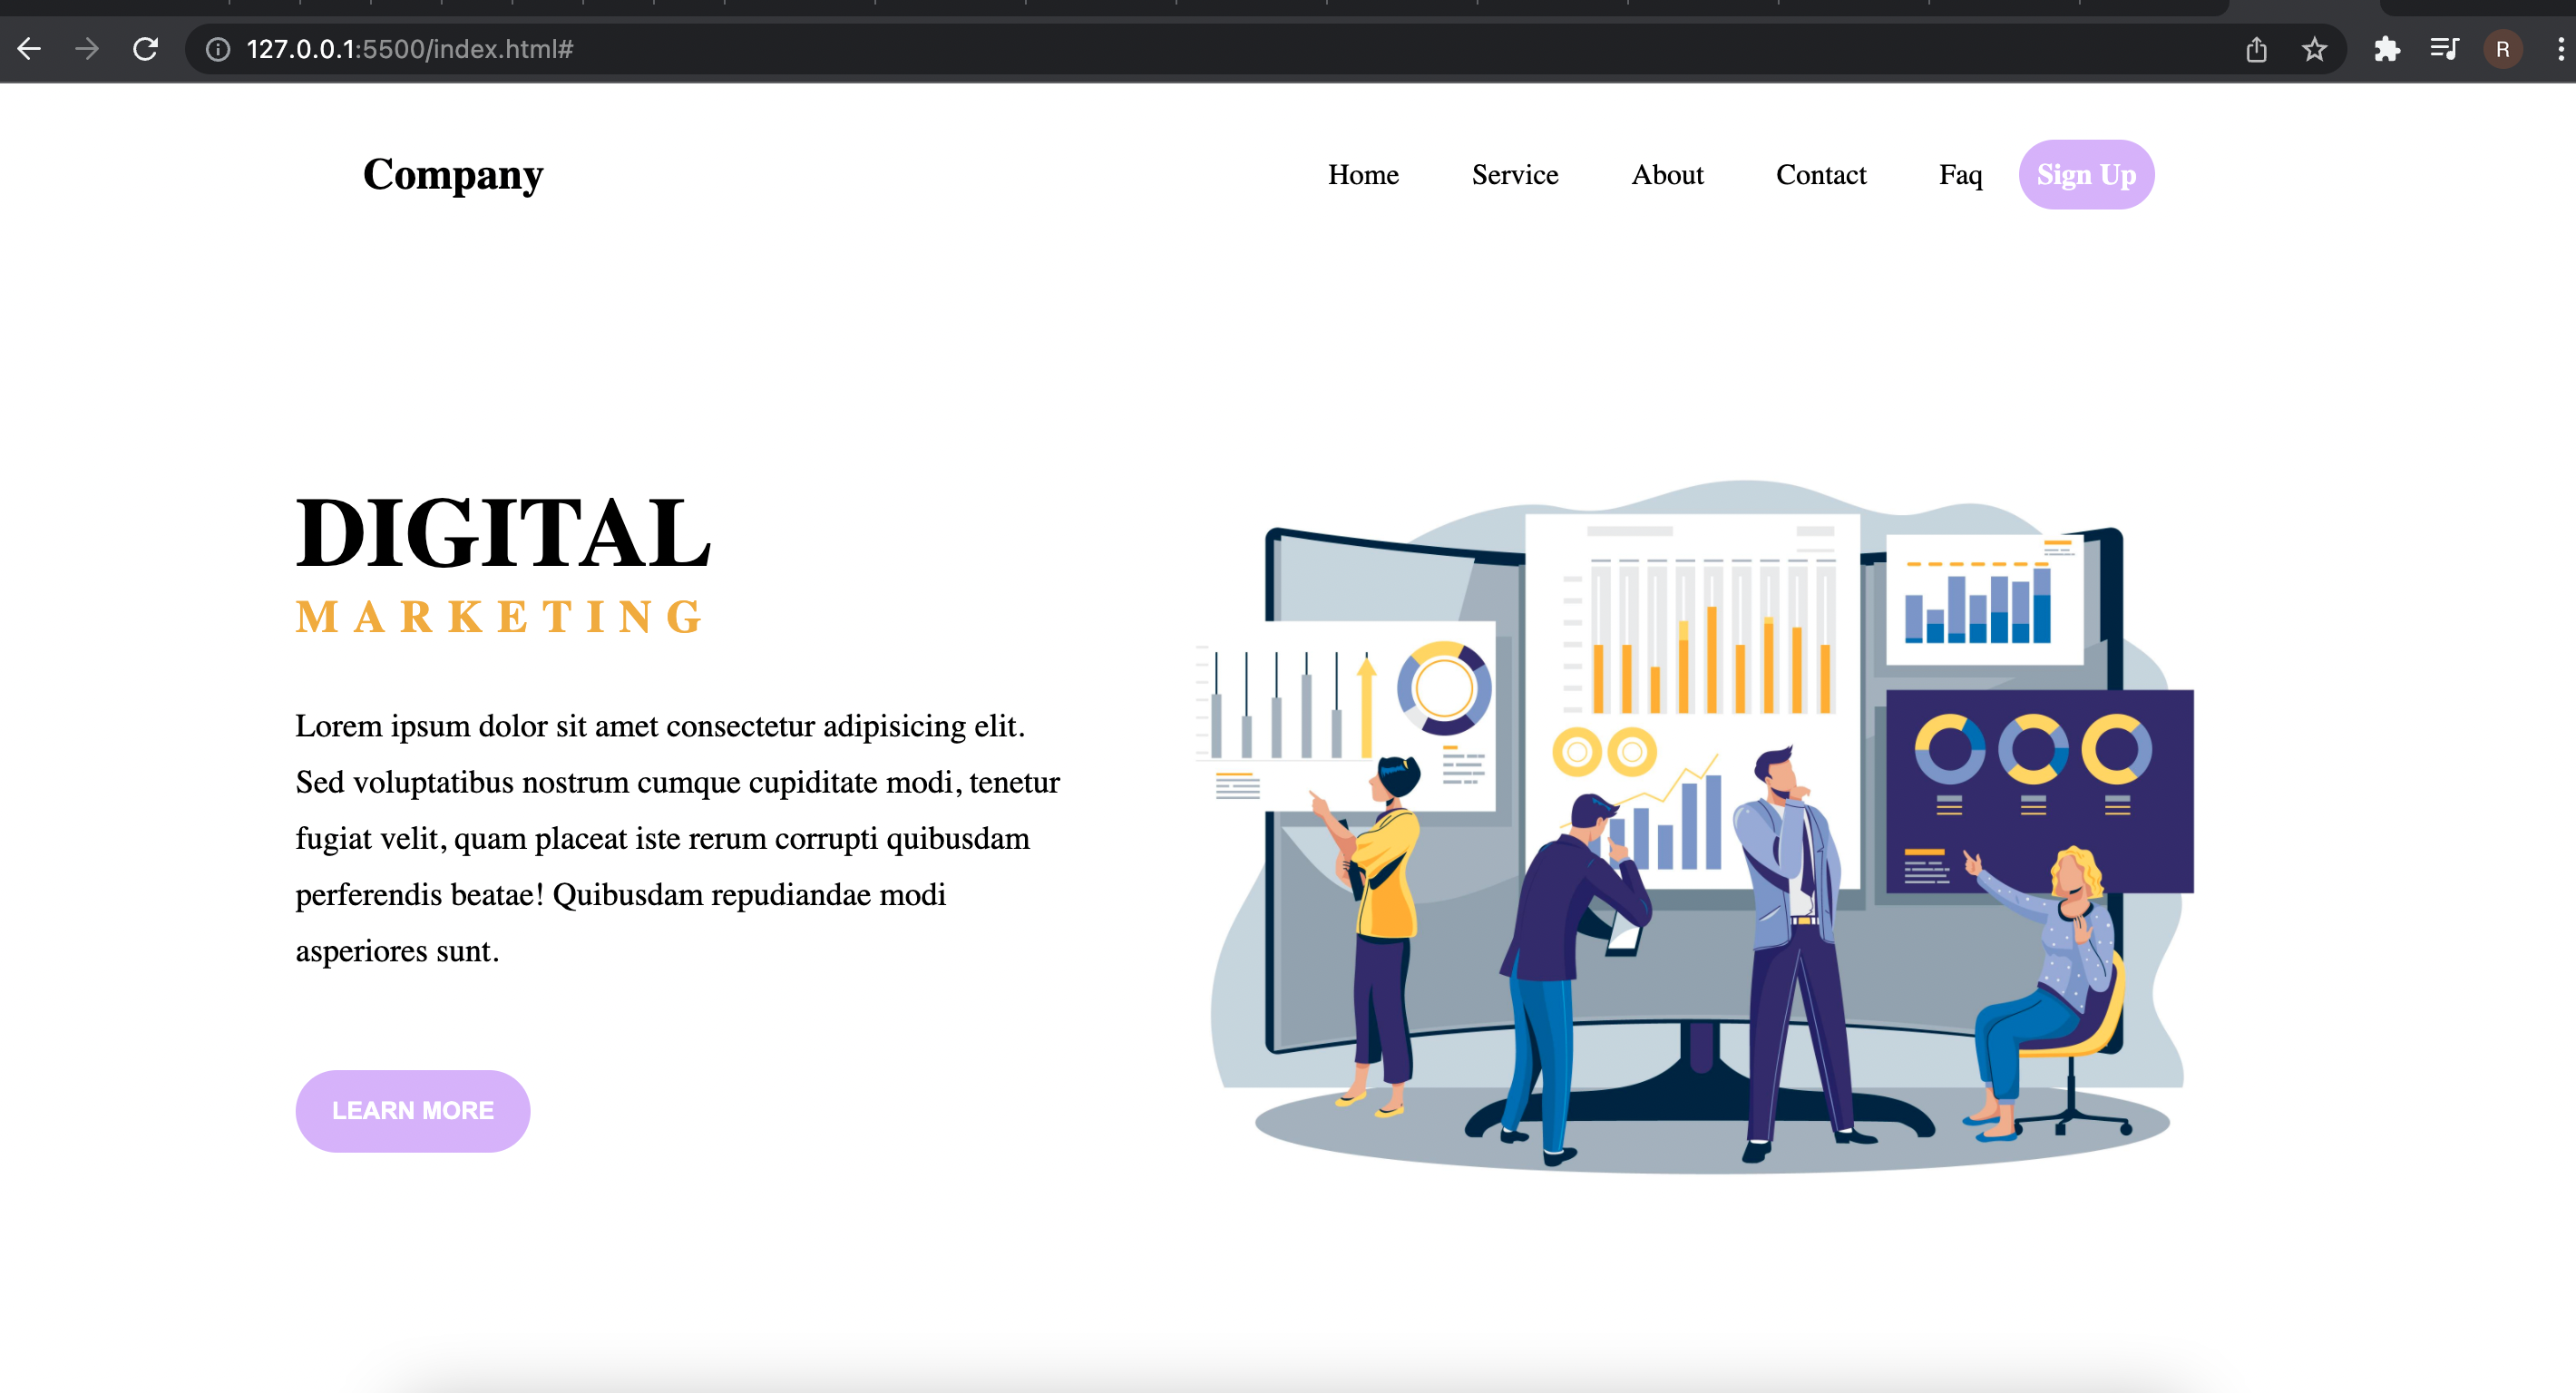 127.0.0.1:5500/index.html#
R
Company
Home Service About Contact Faq Sign Up
DIGITAL
MARKETING
Lorem ipsum dolor sit amet consectetur adipisicing elit.
Sed voluptatibus nostrum cumque cupiditate modi, tenetur
fugiat velit, quam placeat iste rerum corrupti quibusdam
perferendis beatae! Quibusdam repudiandae modi
asperiores sunt.
LEARN MORE